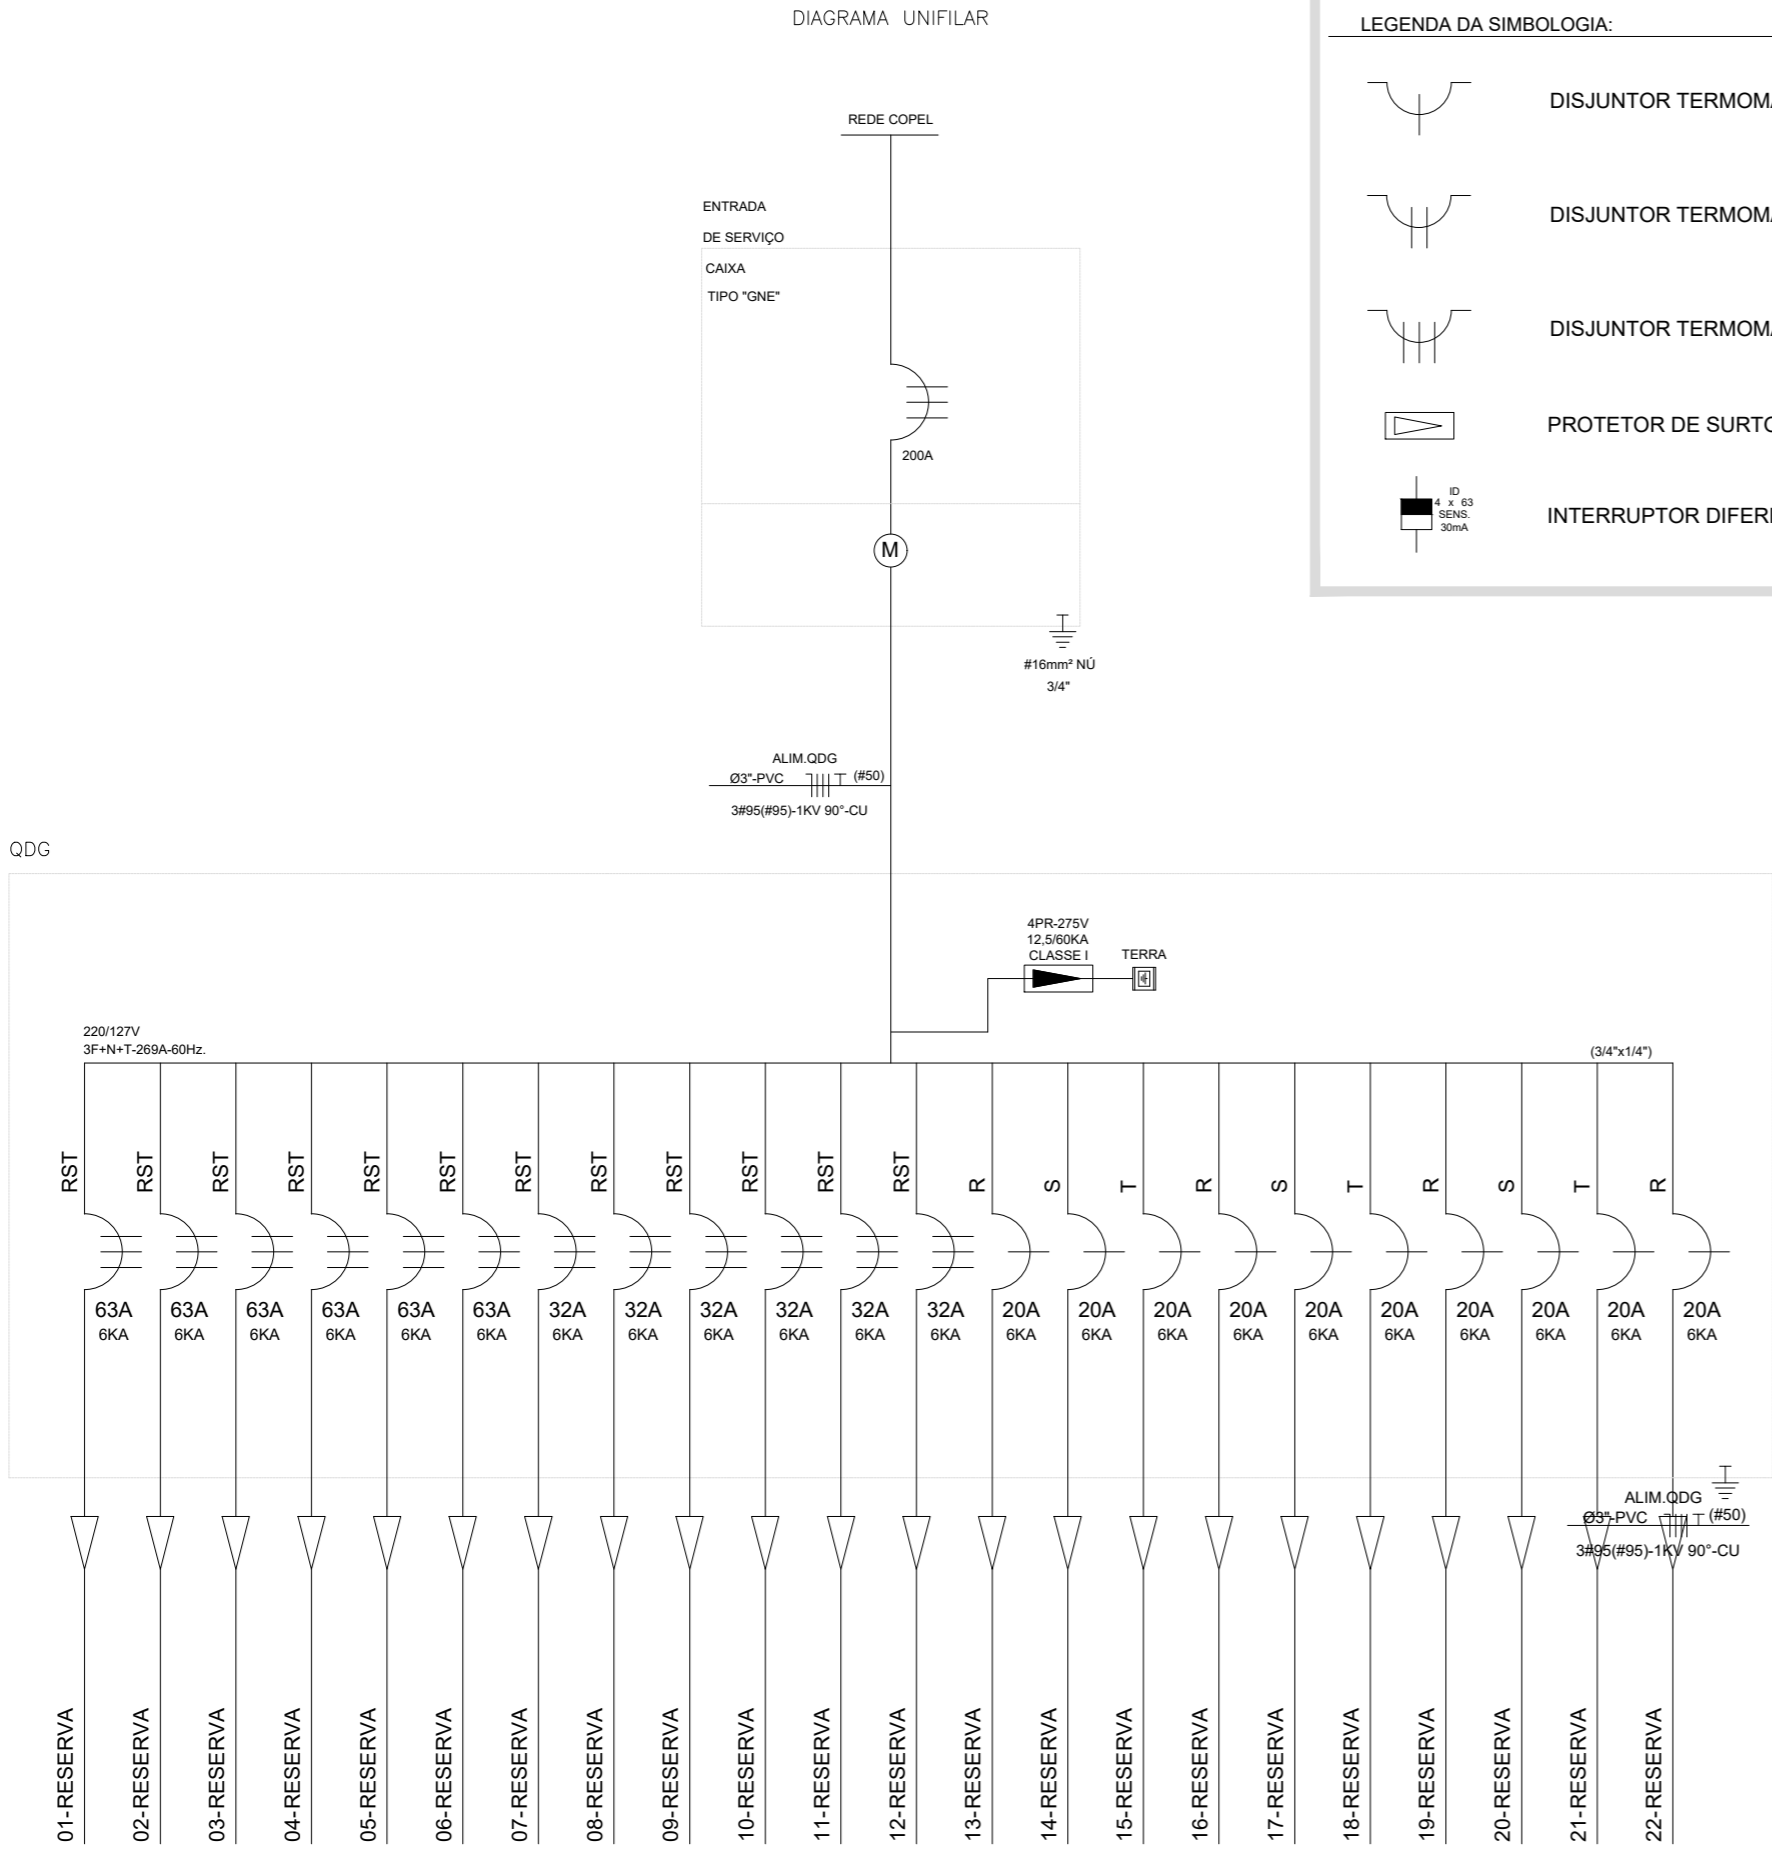 DIAGRAMA UNIFILAR
LEGENDA DA SIMBOLOGIA:
DISJUNTOR TERMOMA
DISJUNTOR TERMOMA
DISJUNTOR TERMOMA
PROTETOR DE SURTO
ID
4 x 63
SENS.
30mA
INTERRUPTOR DIFERE
REDE COPEL
ENTRADA
DE SERVIÇO
CAIXA
TIPO "GNE"
200A
M
#16mm² NÚ
3/4"
ALIM.QDG
Ø3"-PVC (#50)
3#95(#95)-1KV 90°-CU
QDG
4PR-275V
12,5/60KA
CLASSE I
TERRA
220/127V
3F+N+T-269A-60Hz.
(3/4"x1/4")
RST RST RST RST RST RST RST RST RST RST RST RST R S T R S T R S T R
63A 63A 63A 63A 63A 63A 32A 32A 32A 32A 32A 32A 20A 20A 20A 20A 20A 20A 20A 20A 20A 20A
6KA 6KA 6KA 6KA 6KA 6KA 6KA 6KA 6KA 6KA 6KA 6KA 6KA 6KA 6KA 6KA 6KA 6KA 6KA 6KA 6KA 6KA
ALIM.QDG
Ø3"-PVC (#50)
3#95(#95)-1KV 90°-CU
01-RESERVA
02-RESERVA
03-RESERVA
04-RESERVA
05-RESERVA
06-RESERVA
07-RESERVA
08-RESERVA
09-RESERVA
10-RESERVA
11-RESERVA
12-RESERVA
13-RESERVA
14-RESERVA
15-RESERVA
16-RESERVA
17-RESERVA
18-RESERVA
19-RESERVA
20-RESERVA
21-RESERVA
22-RESERVA